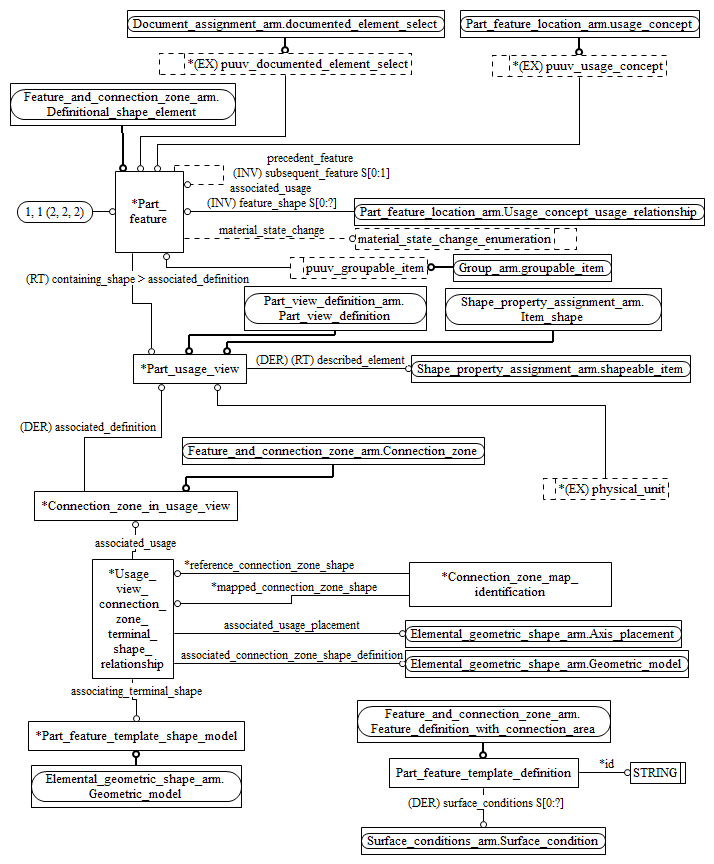 Document_assignment_arm.documented_element_select
Part_feature_location_arm.usage_concept
*(EX) puuv_documented_element_select
*(EX) puuv_usage_concept
Feature_and_connection_zone_arm.
Definitional_shape_element
precedent_feature
(INV) subsequent_feature S[0:1]
associated_usage
(INV) feature_shape S[0:?]
*Part_
feature
1, 1 (2, 2, 2)
Part_feature_location_arm.Usage_concept_usage_relationship
material_state_change
material_state_change_enumeration
puuv_groupable_item
Group_arm.groupable_item
(RT) containing_shape > associated_definition
Part_view_definition_arm.
Part_view_definition
Shape_property_assignment_arm.
Item_shape
*Part_usage_view
(DER) (RT) described_element
Shape_property_assignment_arm.shapeable_item
(DER) associated_definition
Feature_and_connection_zone_arm.Connection_zone
*(EX) physical_unit
*Connection_zone_in_usage_view
associated_usage
*Usage_
view_
connection_
zone_
terminal_
shape_
relationship
*reference_connection_zone_shape
*mapped_connection_zone_shape
*Connection_zone_map_
identification
associated_usage_placement
Elemental_geometric_shape_arm.Axis_placement
associated_connection_zone_shape_definition
Elemental_geometric_shape_arm.Geometric_model
associating_terminal_shape
*Part_feature_template_shape_model
Elemental_geometric_shape_arm.
Geometric_model
Feature_and_connection_zone_arm.
Feature_definition_with_connection_area
Part_feature_template_definition
*id
STRING
(DER) surface_conditions S[0:?]
Surface_conditions_arm.Surface_condition